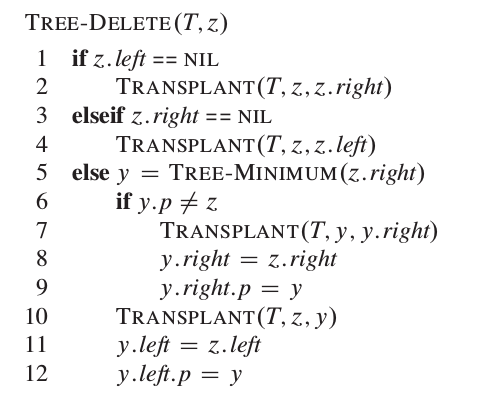 TREE-DELETE(T, z)
1 if z.left == NIL
2 TRANSPLANT(T, z, z.right)
3 elseif z.right == NIL
4 TRANSPLANT(T, z, z.left)
5 else y = TREE-MINIMUM(z.right)
6 if y.p ≠ z
7 TRANSPLANT(T, y, y.right)
8 y.right = z.right
9 y.right.p = y
10 TRANSPLANT(T, z, y)
11 y.left = z.left
12 y.left.p = y